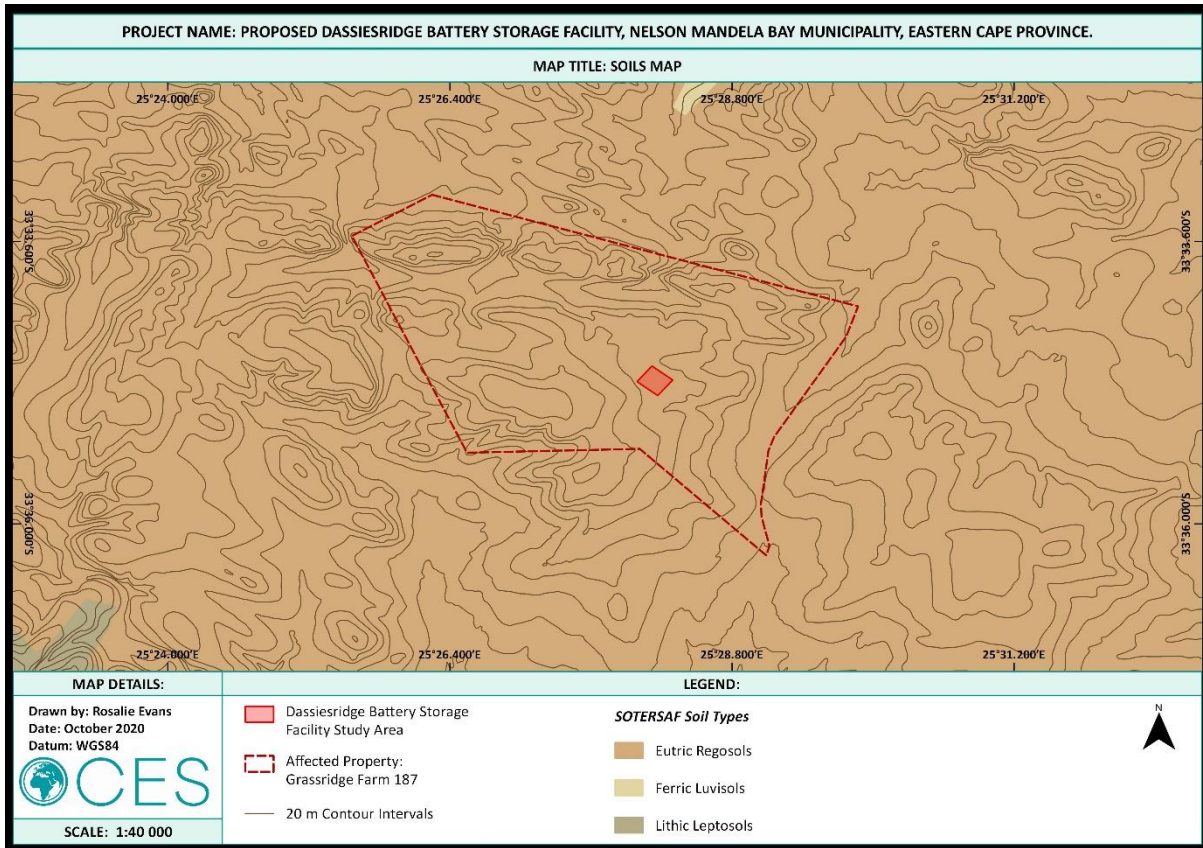 PROJECT NAME: PROPOSED DASSIESRIDGE BATTERY STORAGE FACILITY, NELSON MANDELA BAY MUNICIPALITY, EASTERN CAPE PROVINCE.
MAP TITLE: SOILS MAP
25°24.000'E
25°26.400'E
25°28.800'E
25°31.200'E
33°33.600'S
33°33.600'S
33°36.000'S
33°36.000'S
25°24.000'E
25°26.400'E
25°28.800'E
25°31.200'E
MAP DETAILS:
Drawn by: Rosalie Evans
Date: October 2020
Datum: WGS84
CES
SCALE: 1:40 000
LEGEND:
Dassiesridge Battery Storage
Facility Study Area
Affected Property:
Grassridge Farm 187
20 m Contour Intervals
SOTERSAF Soil Types
Eutric Regosols
Ferric Luvisols
Lithic Leptosols
N